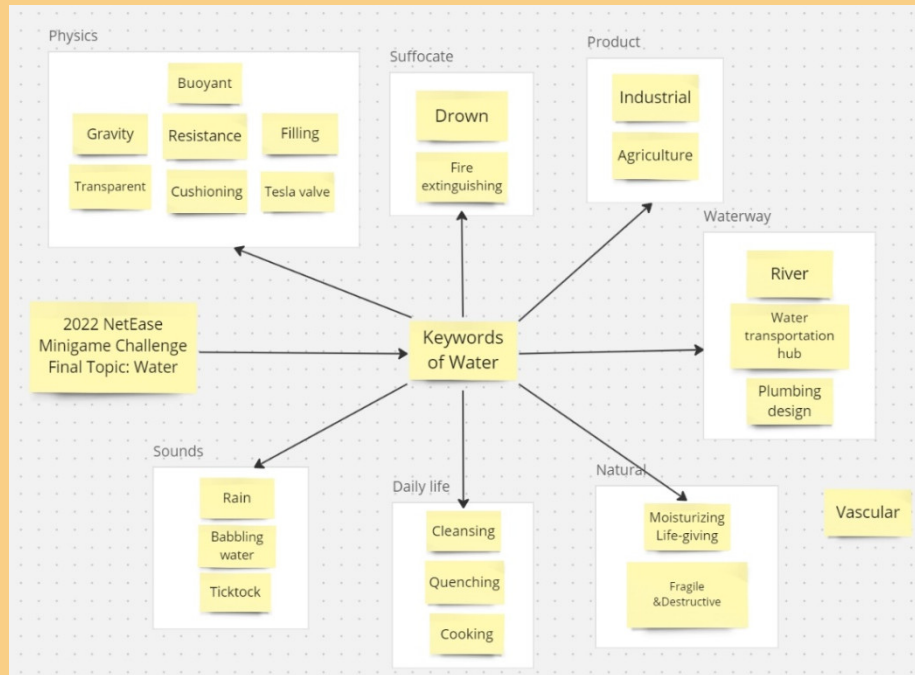 Physics
Buoyant
Gravity
Resistance
Filling
Transparent
Cushioning
Tesla valve
Suffocate
Drown
Fire
extinguishing
Product
Industrial
Agriculture
Waterway
River
Water
transportation
hub
Plumbing
design
2022 NetEase
Minigame Challenge
Final Topic: Water
Keywords
of Water
Sounds
Rain
Babbling
water
Ticktock
Daily life
Cleansing
Quenching
Cooking
Natural
Moisturizing
Life-giving
Fragile
&Destructive
Vascular